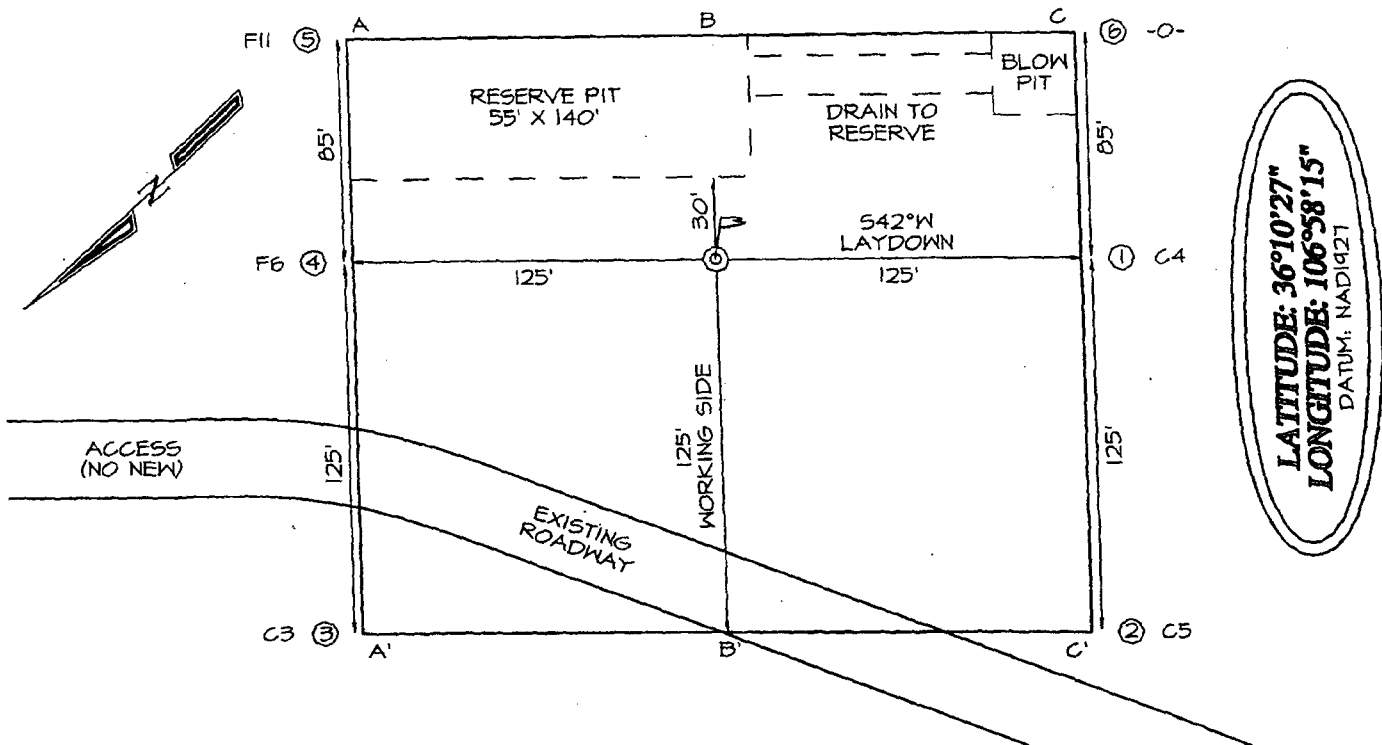 A B C
F11 ⑤ ⑥ -0-
RESERVE PIT
55' X 140'
BLOW
PIT
DRAIN TO
RESERVE
85' 85'
N
30'
S42°W
LAYDOWN
F6 ④ 125' 125' ① C4
125'
WORKING SIDE
ACCESS
(NO NEW)
125' 125'
EXISTING
ROADWAY
C3 ③ ② C5
A' B' C'
LATITUDE: 36°10'27"
LONGITUDE: 106°58'15"
DATUM: NAD1927